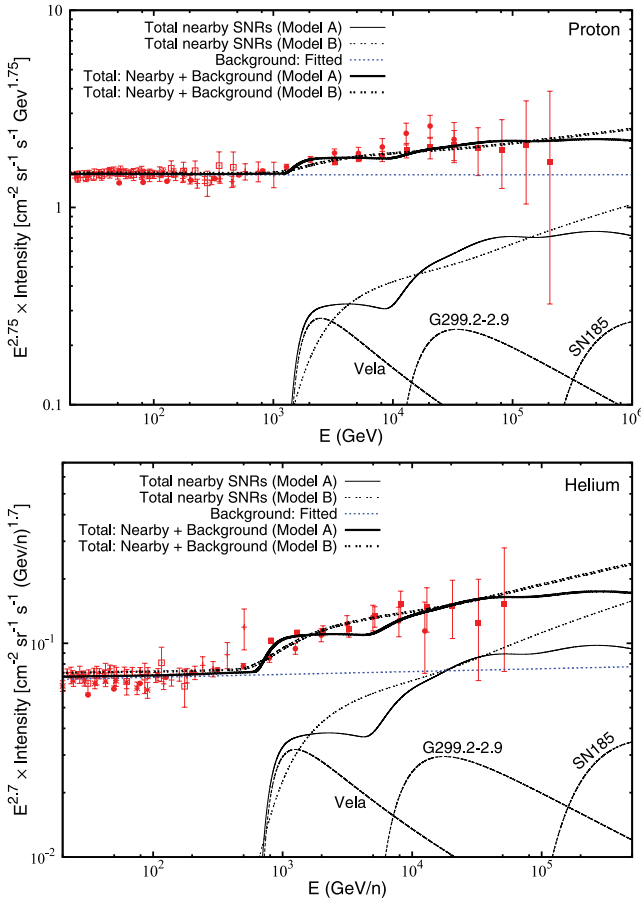 Proton
Total nearby SNRs (Model A)
Total nearby SNRs (Model B)
Background: Fitted
Total: Nearby + Background (Model A)
Total: Nearby + Background (Model B)
10
1
0.1
E^2.75 × Intensity [cm^-2 sr^-1 s^-1 Gev^1.75]
Vela
G299.2-2.9
SN185
10^2 10^3 10^4 10^5 10^6
E (GeV)
Helium
Total nearby SNRs (Model A)
Total nearby SNRs (Model B)
Background: Fitted
Total: Nearby + Background (Model A)
Total: Nearby + Background (Model B)
10^-1
10^-2
E^2.7 × Intensity [cm^-2 sr^-1 s^-1 (Gev/n)^1.7]
Vela
G299.2-2.9
SN185
10^2 10^3 10^4 10^5
E (GeV/n)